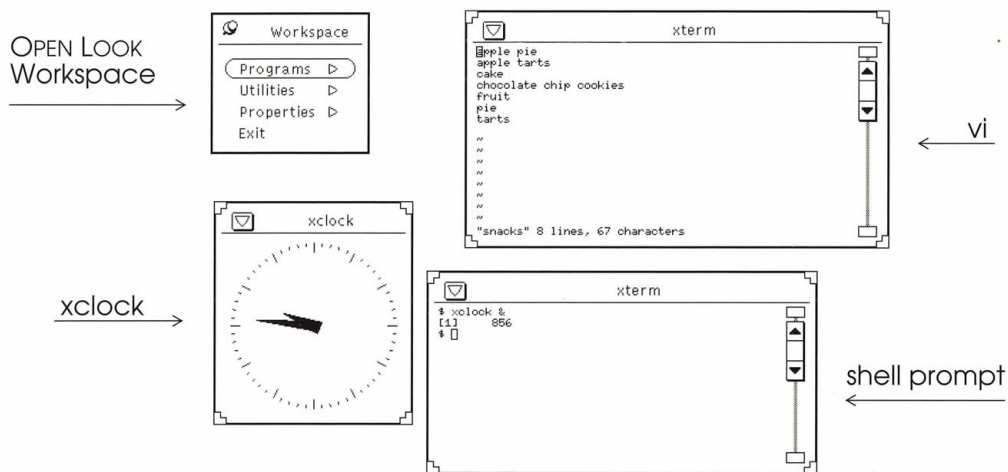 OPEN LOOK
Workspace
Workspace
Programs
Utilities
Properties
Exit
xterm
apple pie
apple tarts
cake
chocolate chip cookies
fruit
pie
tarts
~
~
~
~
~
~
~
~
"snacks" 8 lines, 67 characters
vi
xclock
xclock
xterm
$ xclock &
[1] 856
$
shell prompt